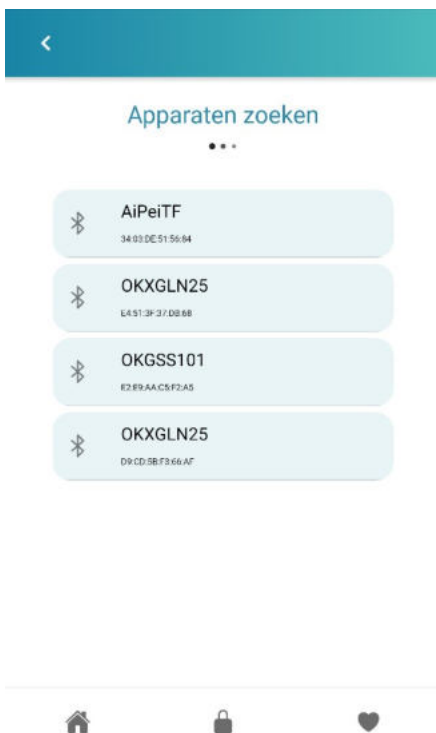 Apparaten zoeken
AiPeiTF
34:03:DE:51:56:84
OKXGLN25
E4:51:3F:37:DB:6B
OKGSS101
E2:E9:AA:C5:F2:A5
OKXGLN25
D9:CD:5B:F3:66:AF